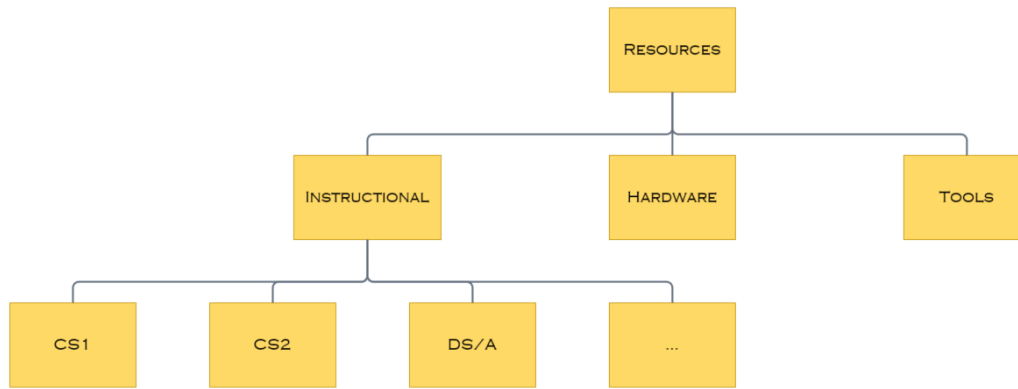 Resources
Instructional
Hardware
Tools
CS1
CS2
DS/A
...